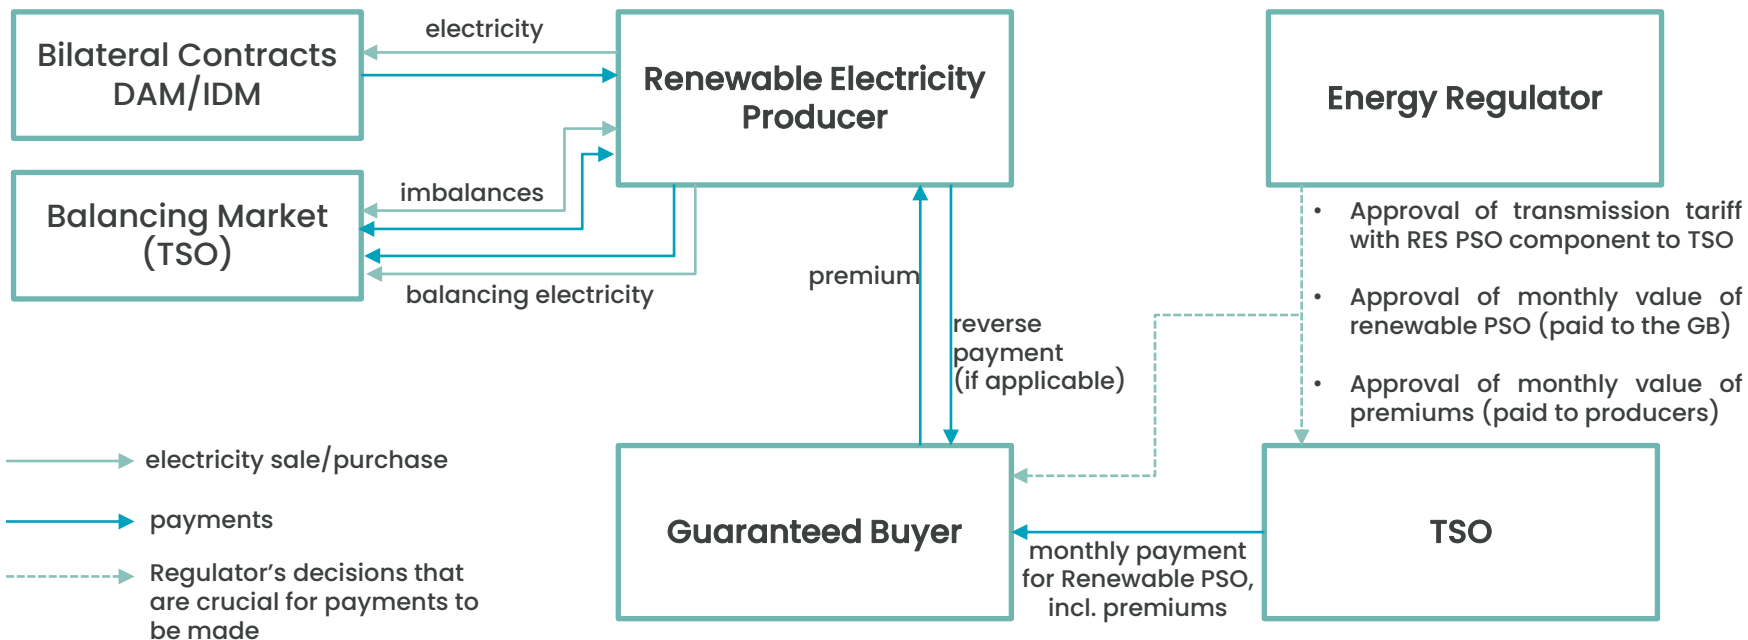 electricity
Bilateral Contracts
DAM/IDM
Renewable Electricity
Producer
Energy Regulator
imbalances
Balancing Market
(TSO)
balancing electricity
premium
reverse
payment
(if applicable)
• Approval of transmission tariff
with RES PSO component to TSO
• Approval of monthly value of
renewable PSO (paid to the GB)
• Approval of monthly value of
premiums (paid to producers)
electricity sale/purchase
payments
Regulator's decisions that
are crucial for payments to
be made
Guaranteed Buyer
monthly payment
for Renewable PSO,
incl. premiums
TSO